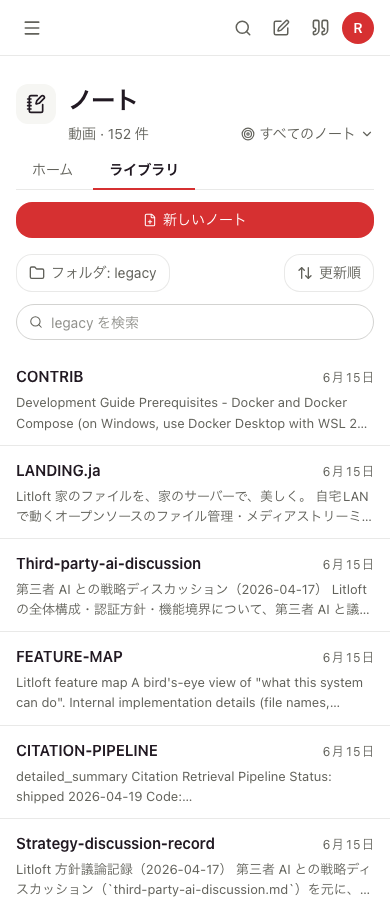 R
ノート
動画・152 件
すべてのノート
ホーム
ライブラリ
新しいノート
フォルダ: legacy
更新順
legacy を検索
CONTRIB
6月15日
Development Guide Prerequisites - Docker and Docker
Compose (on Windows, use Docker Desktop with WSL 2...
LANDING.ja
6月15日
Litloft 家のファイルを、家のサーバーで、美しく。 自宅LAN
で動くオープンソースのファイル管理・メディアストリーミ...
Third-party-ai-discussion
6月15日
第三者 AI との戦略ディスカッション（2026-04-17） Litloft
の全体構成・認証方針・機能境界について、第三者 AI と議...
FEATURE-MAP
6月15日
Litloft feature map A bird's-eye view of "what this system
can do". Internal implementation details (file names,...
CITATION-PIPELINE
6月15日
detailed_summary Citation Retrieval Pipeline Status:
shipped 2026-04-19 Code:...
Strategy-discussion-record
6月15日
Litloft 方針議論記録（2026-04-17） 第三者 AI との戦略ディ
スカッション（`third-party-ai-discussion.md`）を元に、...